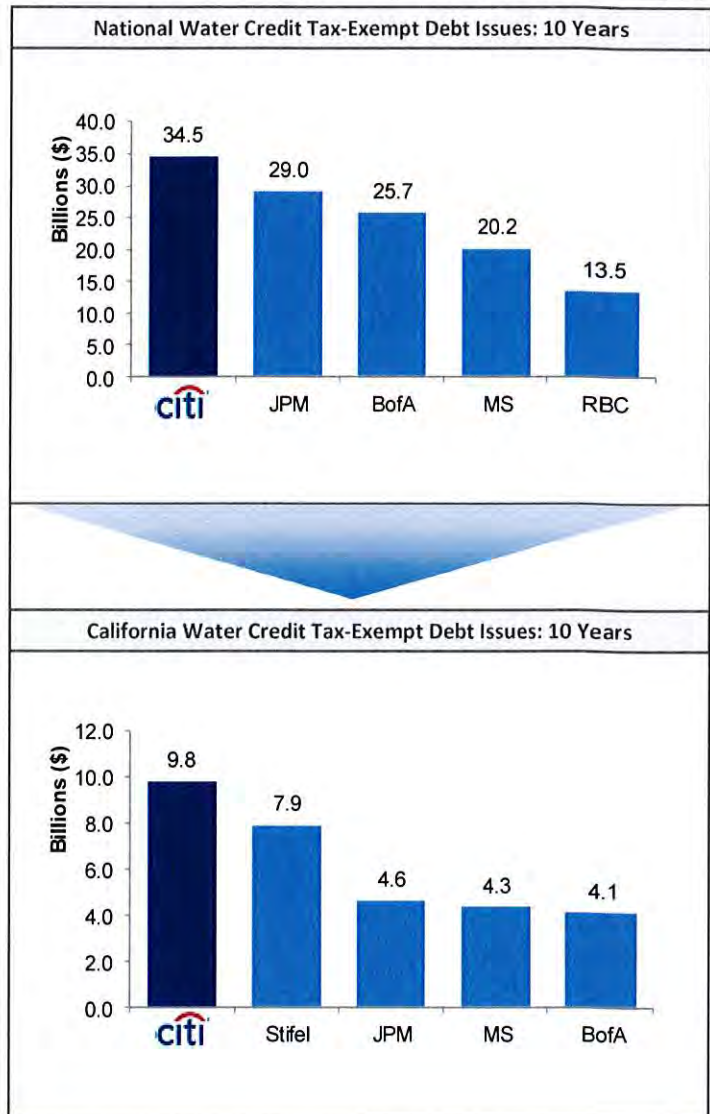 National Water Credit Tax-Exempt Debt Issues: 10 Years
Billions ($)
40.0
35.0
30.0
25.0
20.0
15.0
10.0
5.0
0.0
34.5
29.0
25.7
20.2
13.5
citi
JPM
BofA
MS
RBC
California Water Credit Tax-Exempt Debt Issues: 10 Years
Billions ($)
12.0
10.0
8.0
6.0
4.0
2.0
0.0
9.8
7.9
4.6
4.3
4.1
citi
Stifel
JPM
MS
BofA